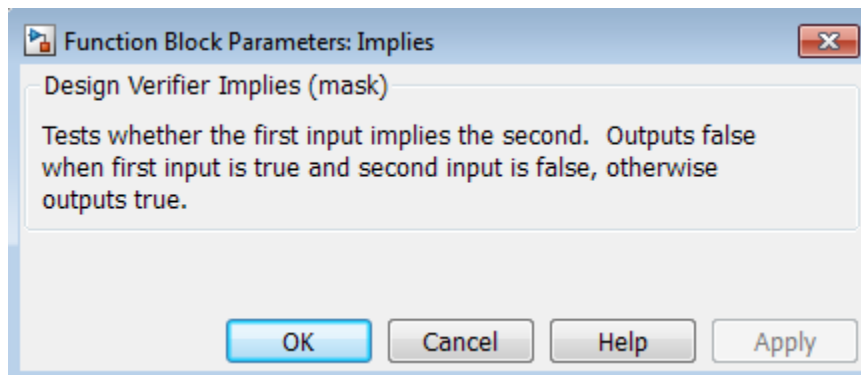 Function Block Parameters: Implies
Design Verifier Implies (mask)
Tests whether the first input implies the second.  Outputs false
when first input is true and second input is false, otherwise
outputs true.
OK Cancel Help Apply